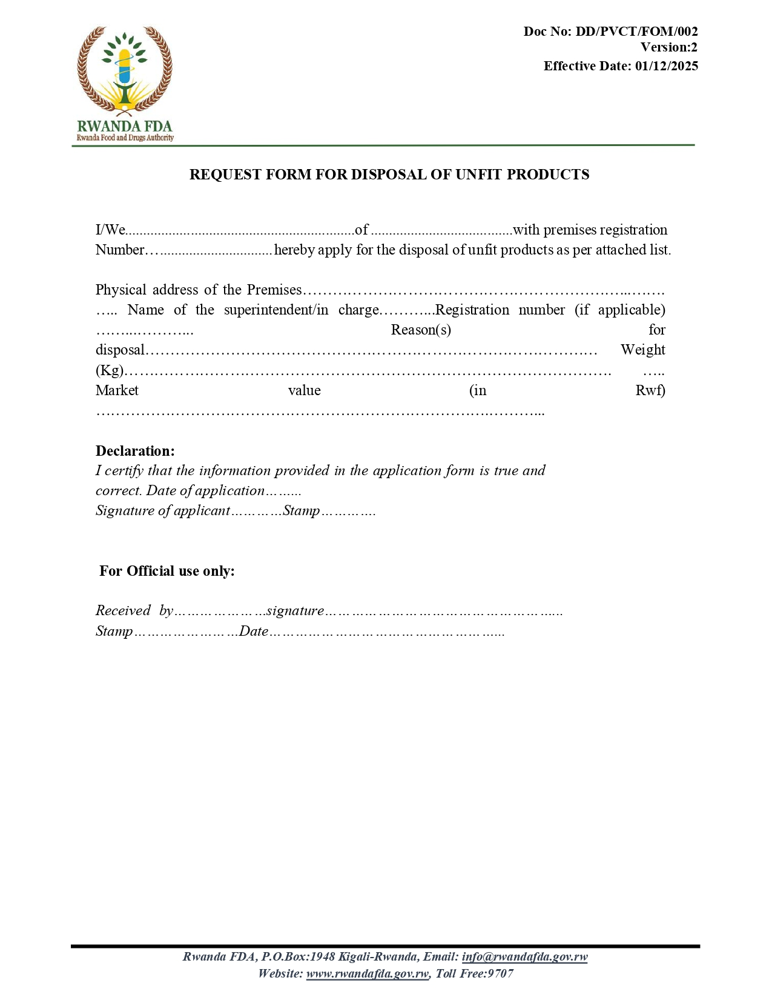 Doc No: DD/PVCT/FOM/002
Version:2
Effective Date: 01/12/2025
RWANDA FDA
Rwanda Food and Drugs Authority
REQUEST FORM FOR DISPOSAL OF UNFIT PRODUCTS
I/We...............................................................of .......................................with premises registration
Number…...............................hereby apply for the disposal of unfit products as per attached list.
Physical address of the Premises………………………………………………………..…….
….. Name of the superintendent/in charge………...Registration number (if applicable)
……...………... Reason(s) for
disposal……………………………………………………………………………… Weight
(Kg)……………………………………………………………………………………. …..
Market value (in Rwf)
…………………………………………………………………….………...
Declaration:
I certify that the information provided in the application form is true and
correct. Date of application……...
Signature of applicant…………Stamp………….
For Official use only:
Received by………………….signature……………………………………………...
Stamp……………………Date……………………………………………...
Rwanda FDA, P.O.Box:1948 Kigali-Rwanda, Email: info@rwandafda.gov.rw
Website: www.rwandafda.gov.rw, Toll Free:9707